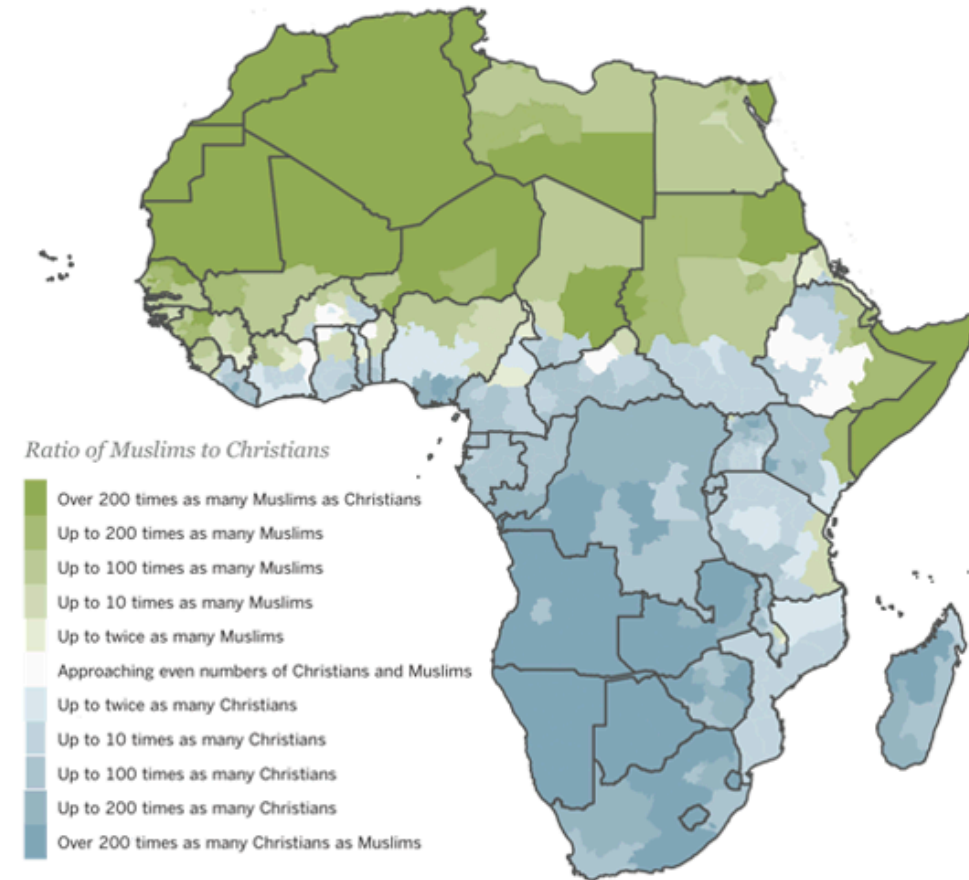 Ratio of Muslims to Christians
Over 200 times as many Muslims as Christians
Up to 200 times as many Muslims
Up to 100 times as many Muslims
Up to 10 times as many Muslims
Up to twice as many Muslims
Approaching even numbers of Christians and Muslims
Up to twice as many Christians
Up to 10 times as many Christians
Up to 100 times as many Christians
Up to 200 times as many Christians
Over 200 times as many Christians as Muslims